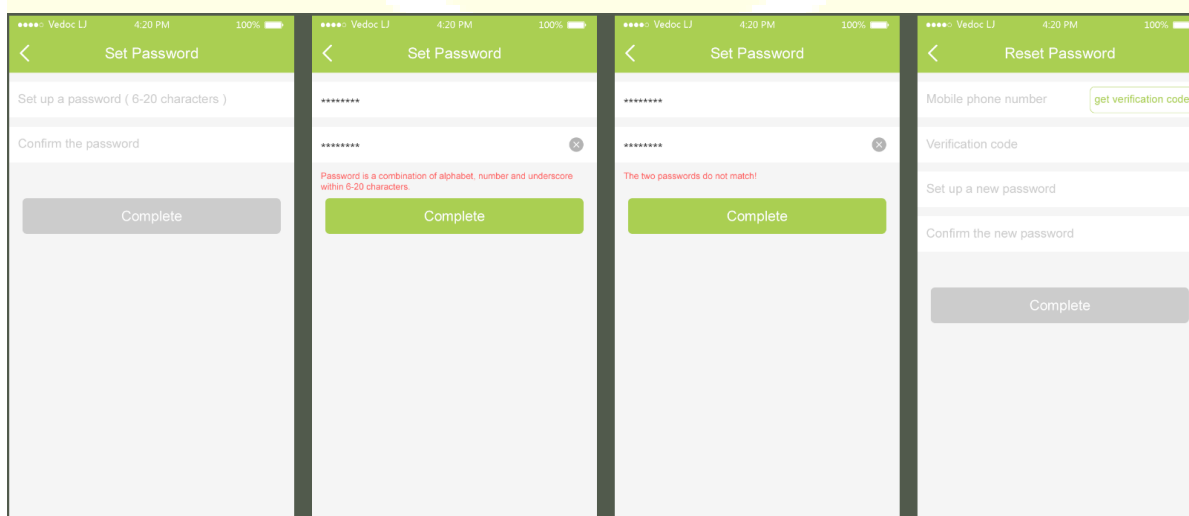 Vedoc LJ 4:20 PM 100%
Set Password
Set up a password ( 6-20 characters )
Confirm the password
Complete
Vedoc LJ 4:20 PM 100%
Set Password
********
********
Password is a combination of alphabet, number and underscore
within 6-20 characters.
Complete
Vedoc LJ 4:20 PM 100%
Set Password
********
********
The two passwords do not match!
Complete
Vedoc LJ 4:20 PM 100%
Reset Password
Mobile phone number get verification code
Verification code
Set up a new password
Confirm the new password
Complete